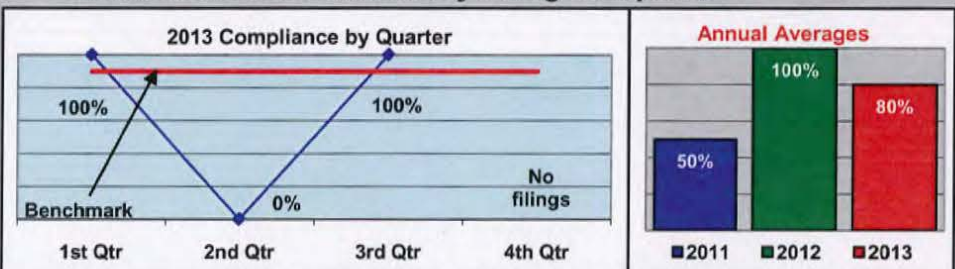 2013 Compliance by Quarter
100%
100%
Benchmark
0%
No
filings
1st Qtr 2nd Qtr 3rd Qtr 4th Qtr
Annual Averages
50%
100%
80%
2011 2012 2013